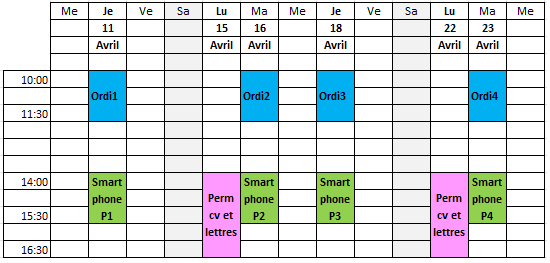 Me Je Ve Sa Lu Ma Me Je Ve Sa Lu Ma Me
11 15 16 18 22 23
Avril Avril Avril Avril Avril Avril
10:00
Ordi1 Ordi2 Ordi3 Ordi4
11:30
14:00 Smart Smart Smart Smart
phone Perm phone phone Perm phone
15:30 P1 cv et P2 P3 cv et P4
lettres lettres
16:30